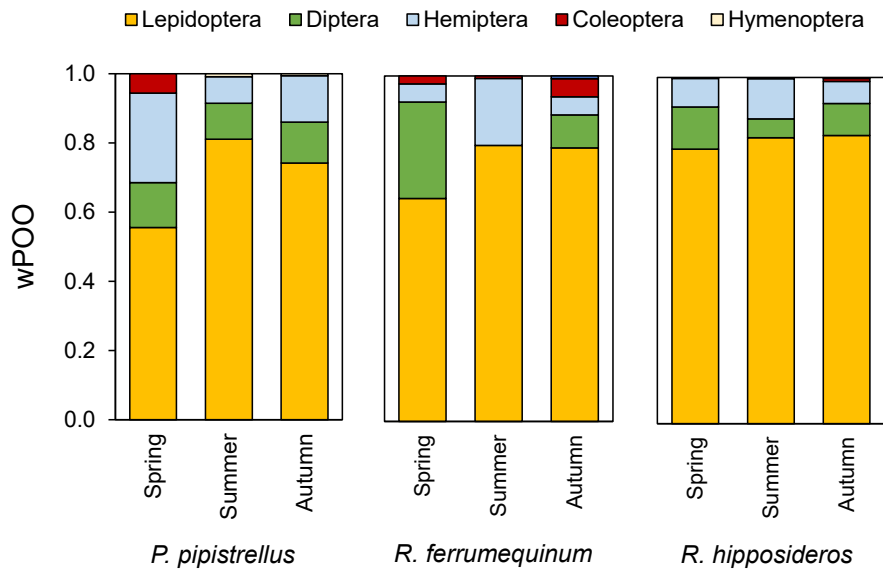 Lepidoptera Diptera Hemiptera Coleoptera Hymenoptera
wPOO
1.0
0.8
0.6
0.4
0.2
0.0
Spring
Summer
Autumn
Spring
Summer
Autumn
Spring
Summer
Autumn
P. pipistrellus
R. ferrumequinum
R. hipposideros